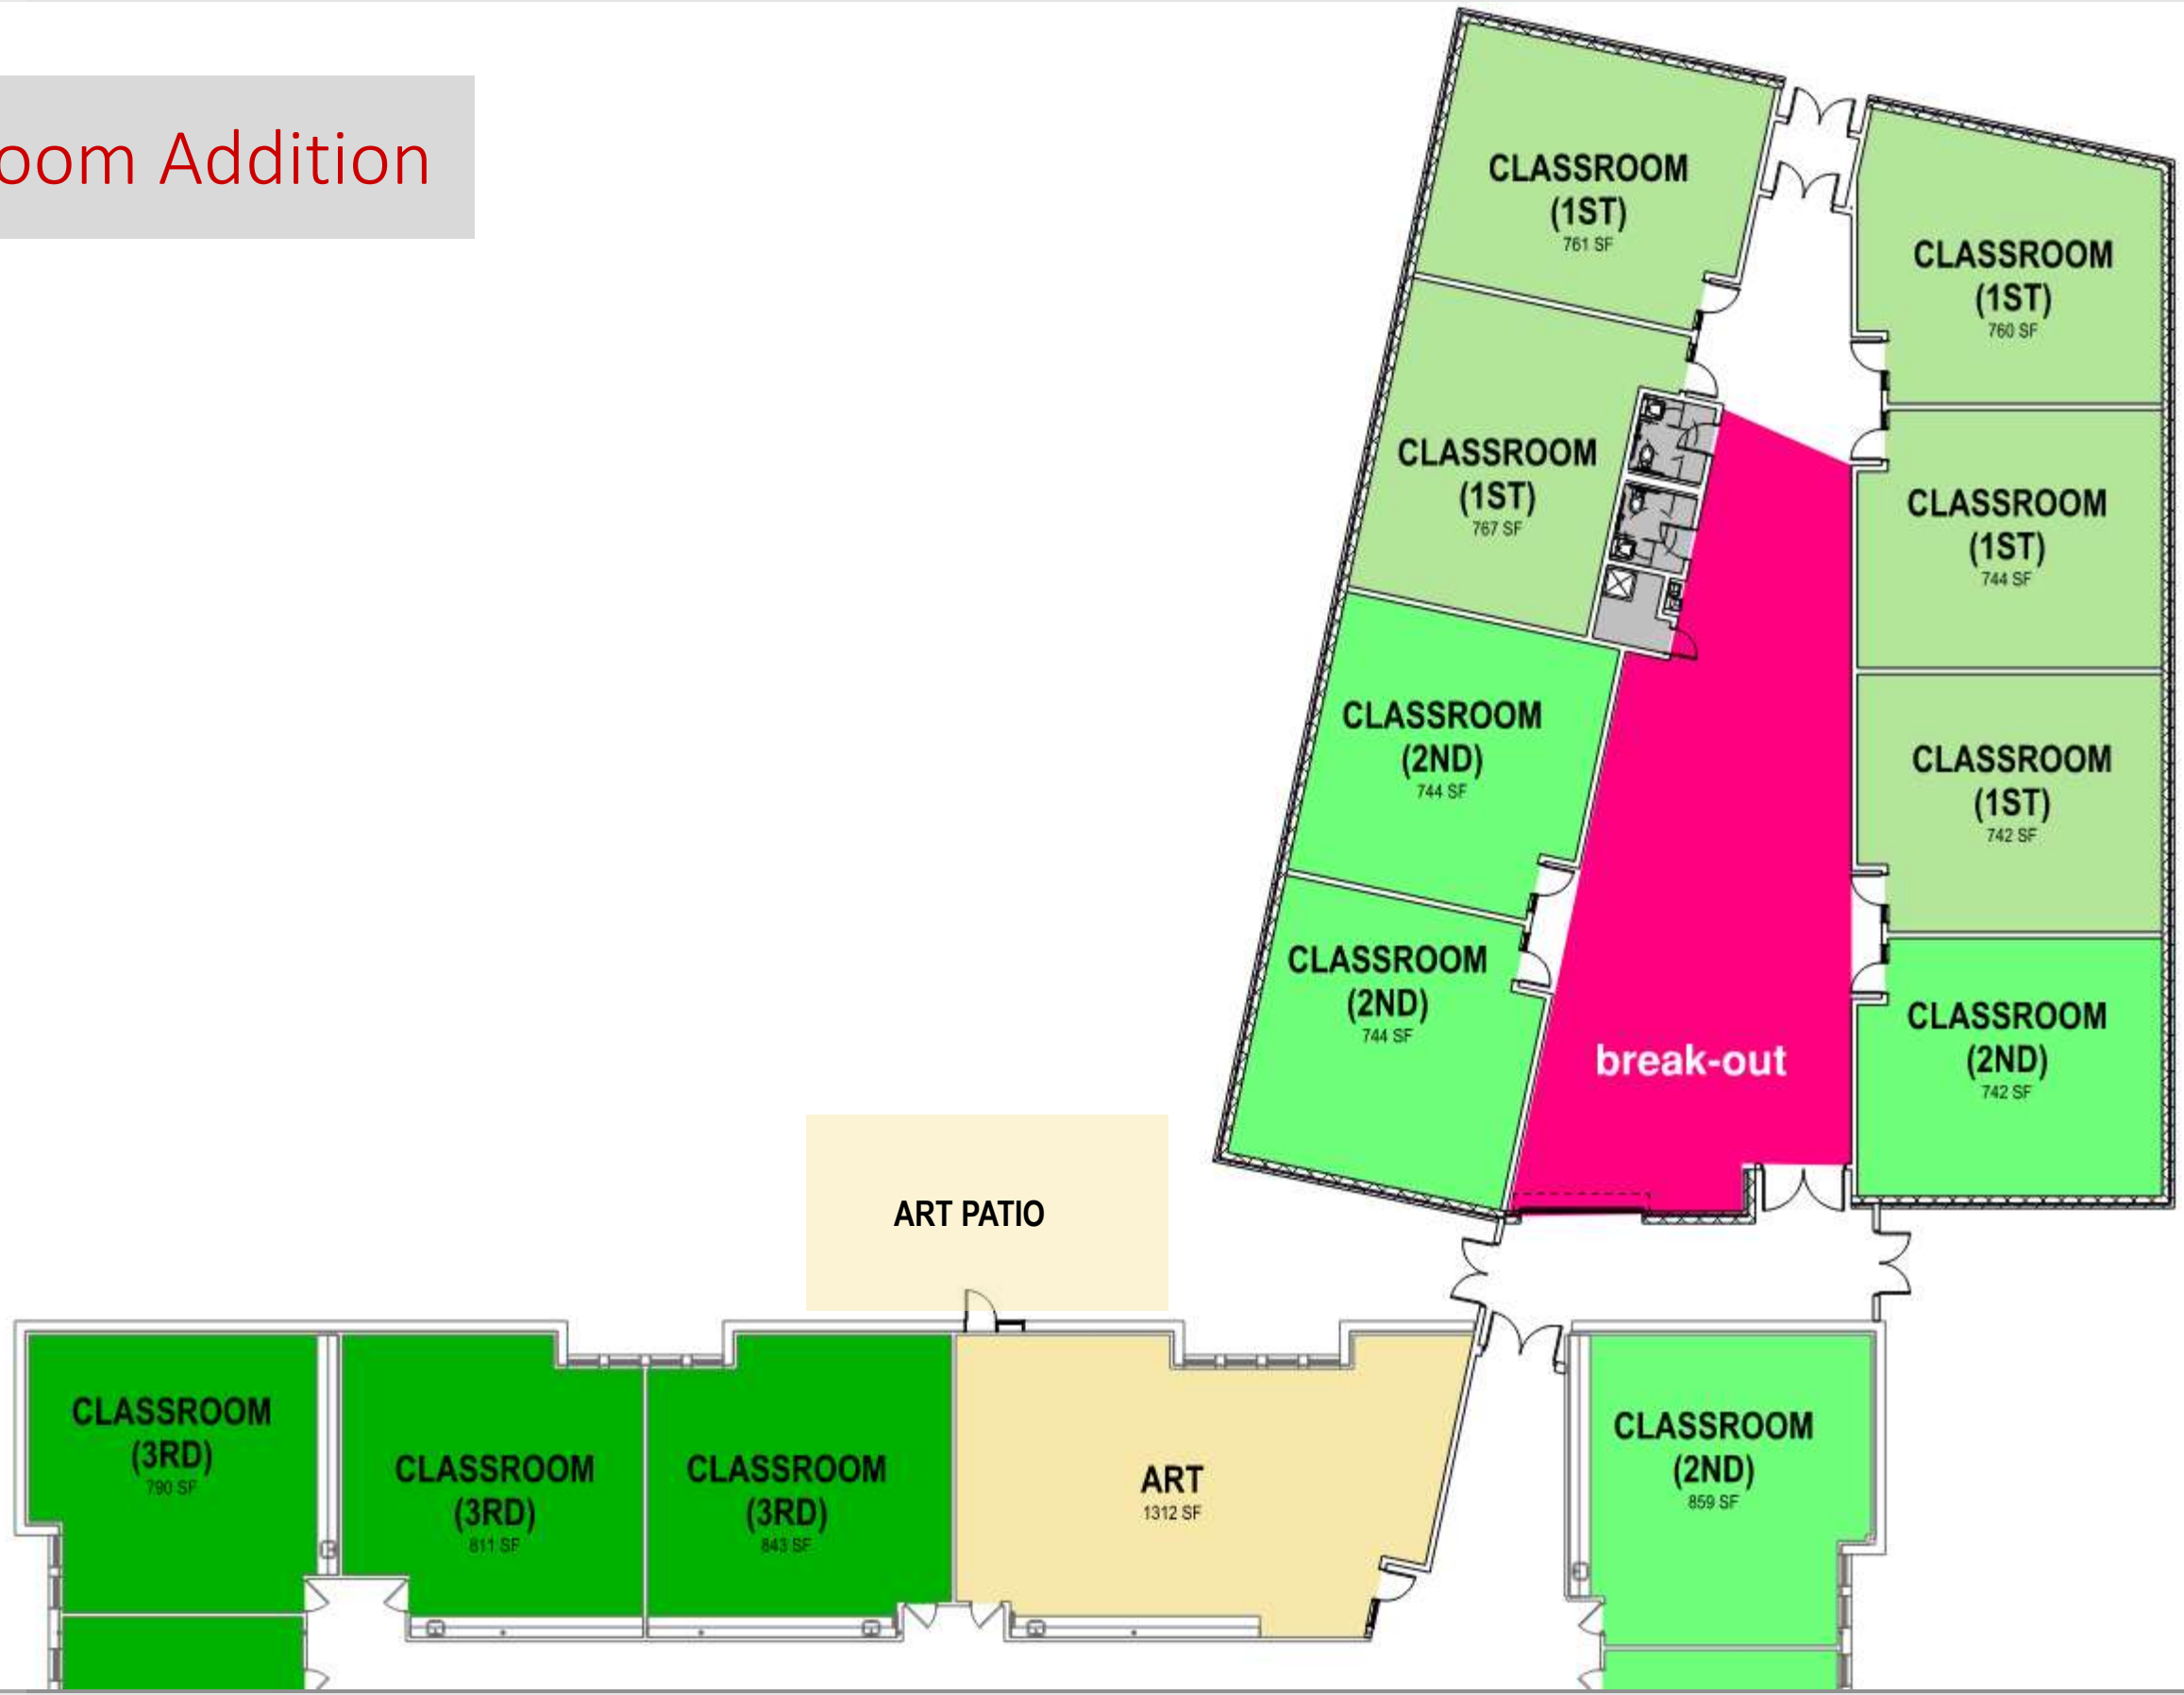 oom Addition
CLASSROOM
(1ST)
761 SF
CLASSROOM
(1ST)
760 SF
CLASSROOM
(1ST)
767 SF
CLASSROOM
(1ST)
744 SF
CLASSROOM
(2ND)
744 SF
CLASSROOM
(1ST)
742 SF
CLASSROOM
(2ND)
744 SF
CLASSROOM
(2ND)
742 SF
break-out
ART PATIO
CLASSROOM
(3RD)
790 SF
CLASSROOM
(3RD)
811 SF
CLASSROOM
(3RD)
843 SF
ART
1312 SF
CLASSROOM
(2ND)
859 SF